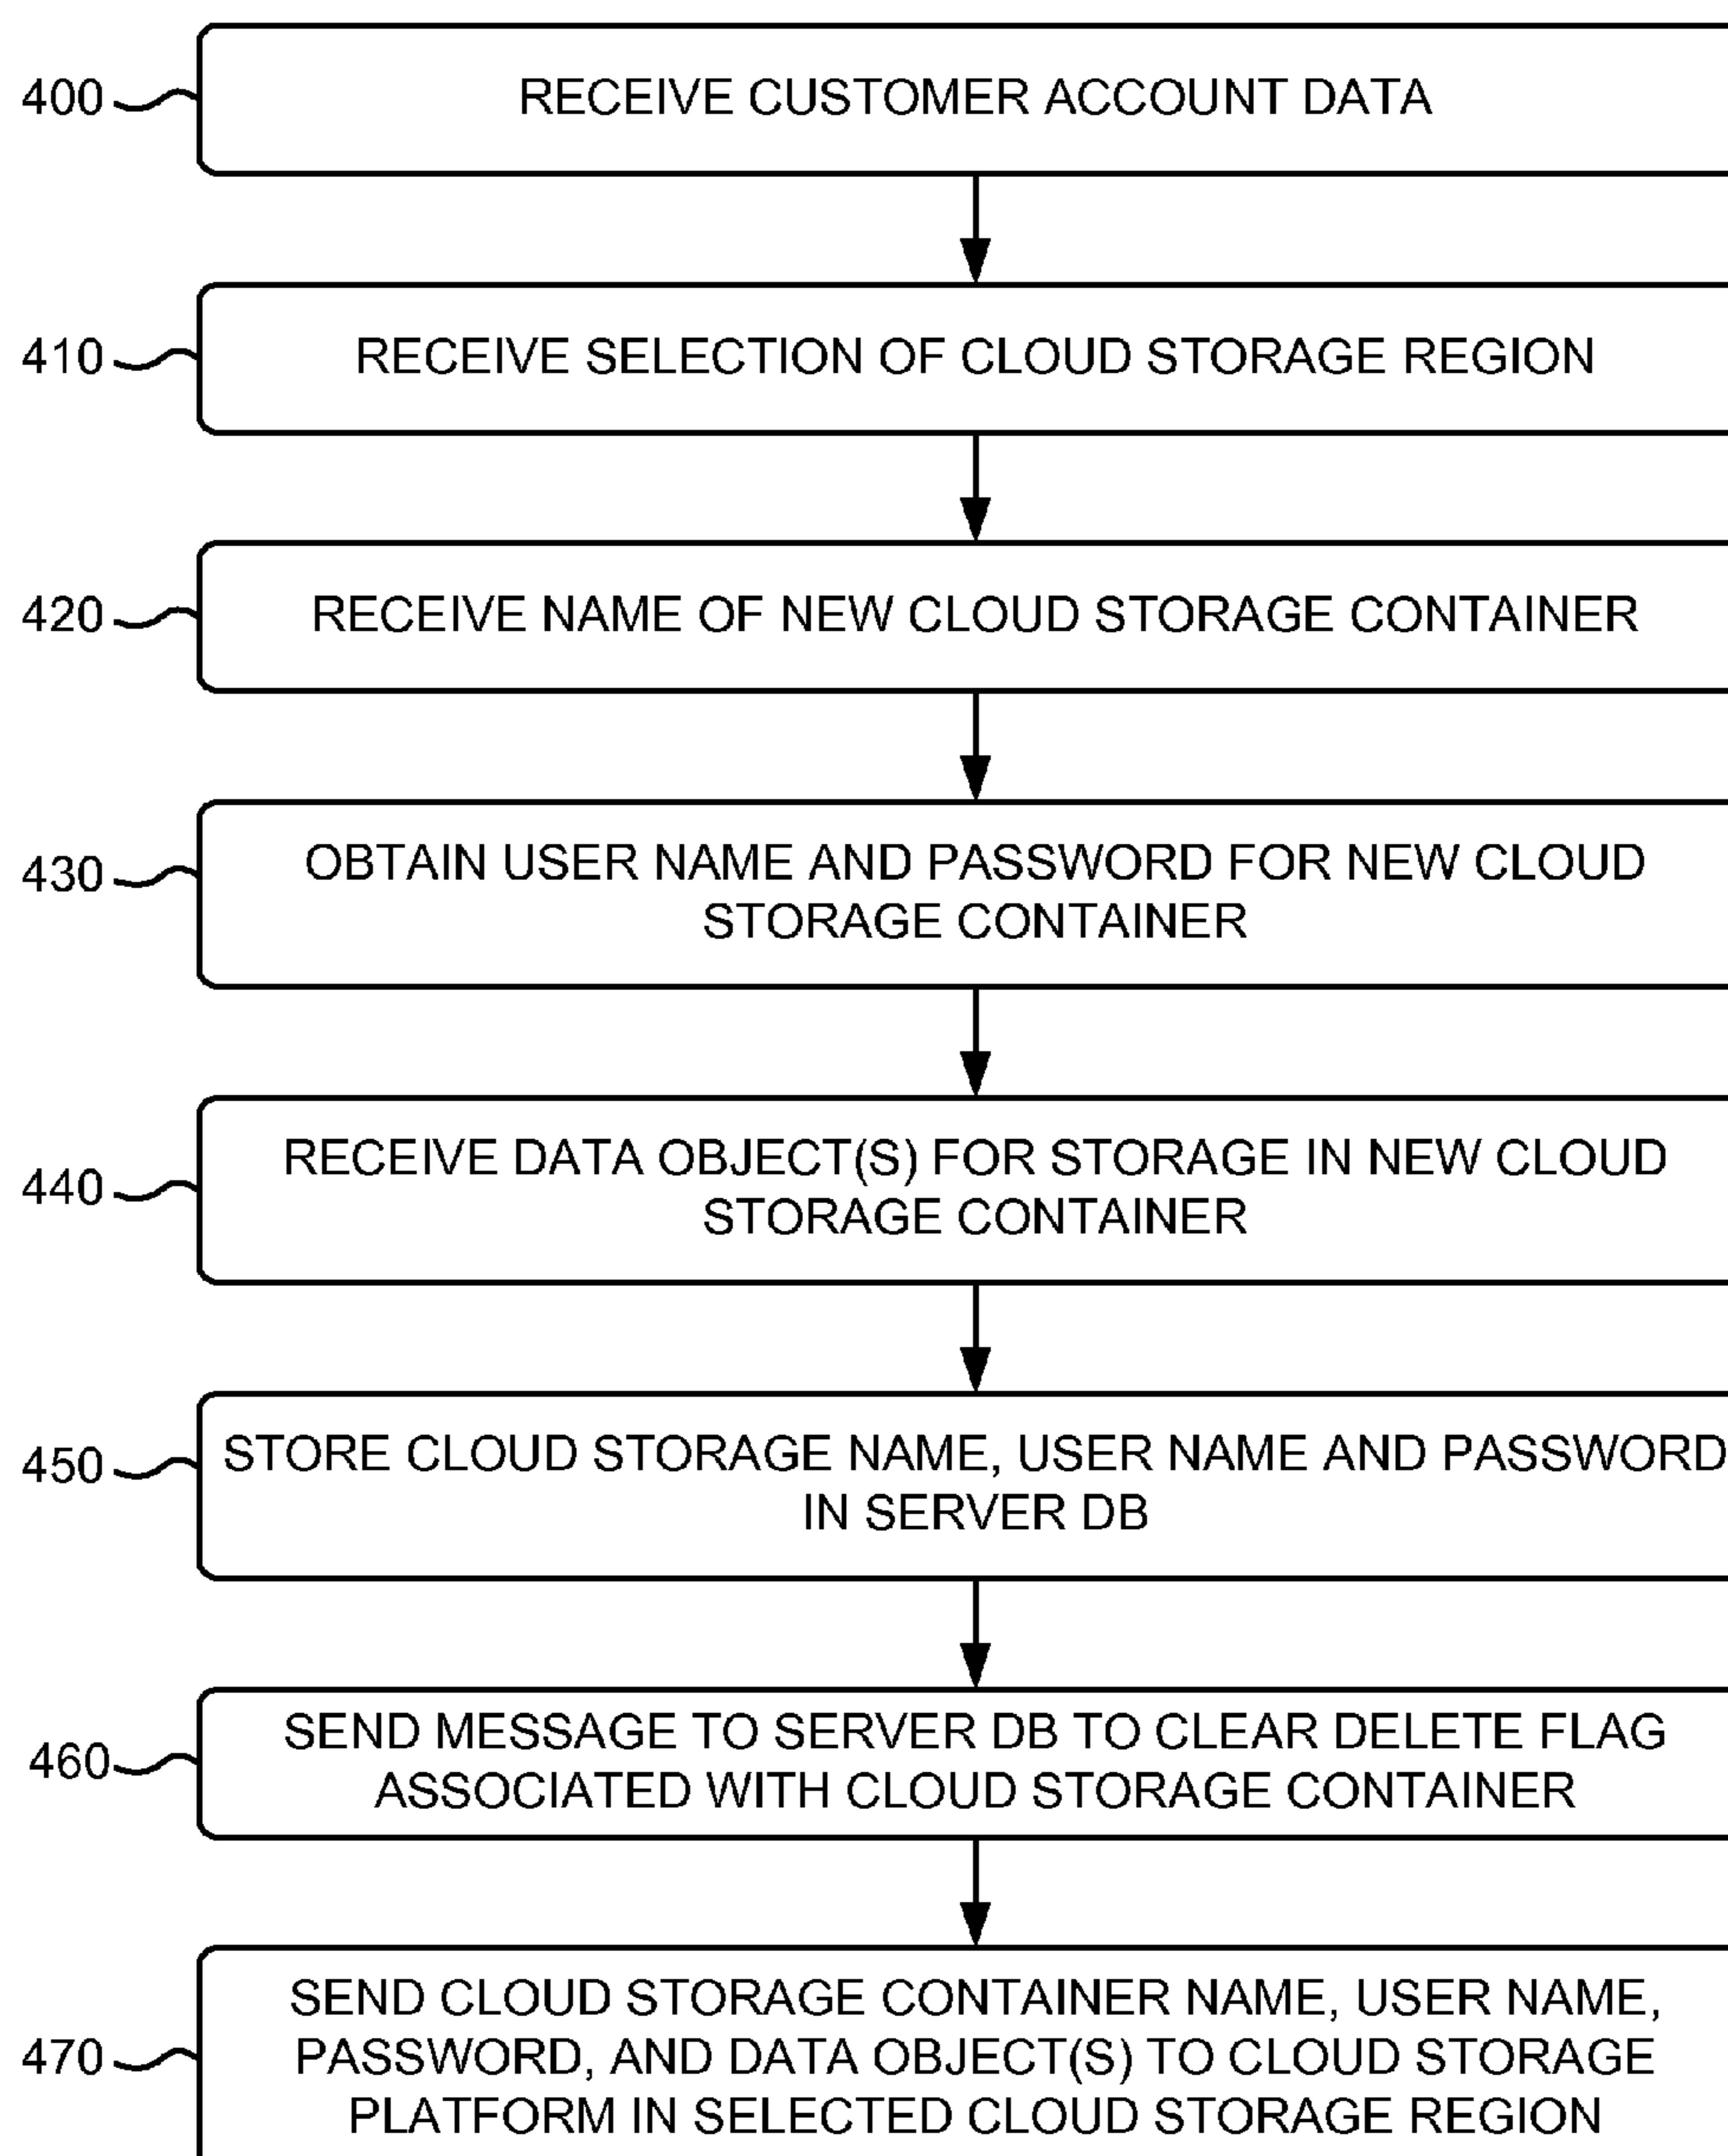 400
RECEIVE CUSTOMER ACCOUNT DATA
410
RECEIVE SELECTION OF CLOUD STORAGE REGION
420
RECEIVE NAME OF NEW CLOUD STORAGE CONTAINER
430
OBTAIN USER NAME AND PASSWORD FOR NEW CLOUD
STORAGE CONTAINER
440
RECEIVE DATA OBJECT(S) FOR STORAGE IN NEW CLOUD
STORAGE CONTAINER
450
STORE CLOUD STORAGE NAME, USER NAME AND PASSWORD
IN SERVER DB
460
SEND MESSAGE TO SERVER DB TO CLEAR DELETE FLAG
ASSOCIATED WITH CLOUD STORAGE CONTAINER
470
SEND CLOUD STORAGE CONTAINER NAME, USER NAME,
PASSWORD, AND DATA OBJECT(S) TO CLOUD STORAGE
PLATFORM IN SELECTED CLOUD STORAGE REGION